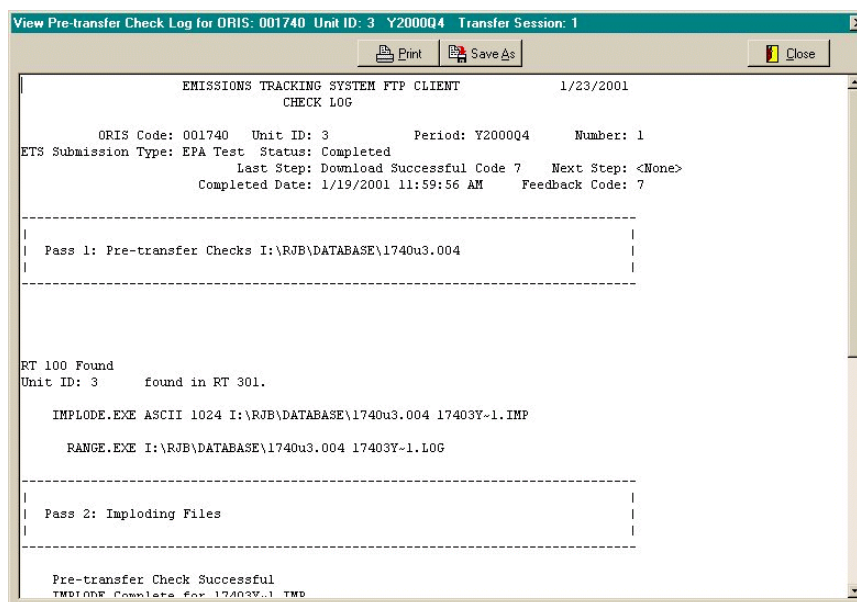 View Pre-transfer Check Log for ORIS: 001740 Unit ID: 3 Y2000Q4 Transfer Session: 1
Print Save As Close
EMISSIONS TRACKING SYSTEM FTP CLIENT 1/23/2001
CHECK LOG
ORIS Code: 001740 Unit ID: 3 Period: Y2000Q4 Number: 1
ETS Submission Type: EPA Test Status: Completed
Last Step: Download Successful Code 7 Next Step: <None>
Completed Date: 1/19/2001 11:59:56 AM Feedback Code: 7
Pass 1: Pre-transfer Checks I:\RJB\DATABASE\1740u3.004
RT 100 Found
Unit ID: 3 found in RT 301.
IMPLODE.EXE ASCII 1024 I:\RJB\DATABASE\1740u3.004 17403Y~1.IMP
RANGE.EXE I:\RJB\DATABASE\1740u3.004 17403Y~1.LOG
Pass 2: Imploding Files
Pre-transfer Check Successful
IMPLODE Complete for 17403Y~1.IMP